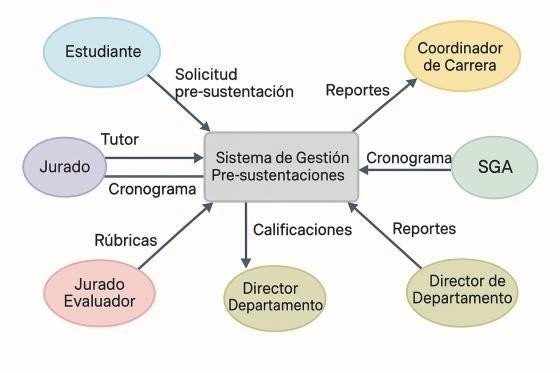 Estudiante
Solicitud
pre-sustentación
Coordinador
de Carrera
Reportes
Tutor
Jurado
Cronograma
Sistema de Gestión
Pre-sustentaciones
Cronograma
SGA
Rúbricas
Calificaciones
Reportes
Jurado
Evaluador
Director
Departamento
Director de
Departamento